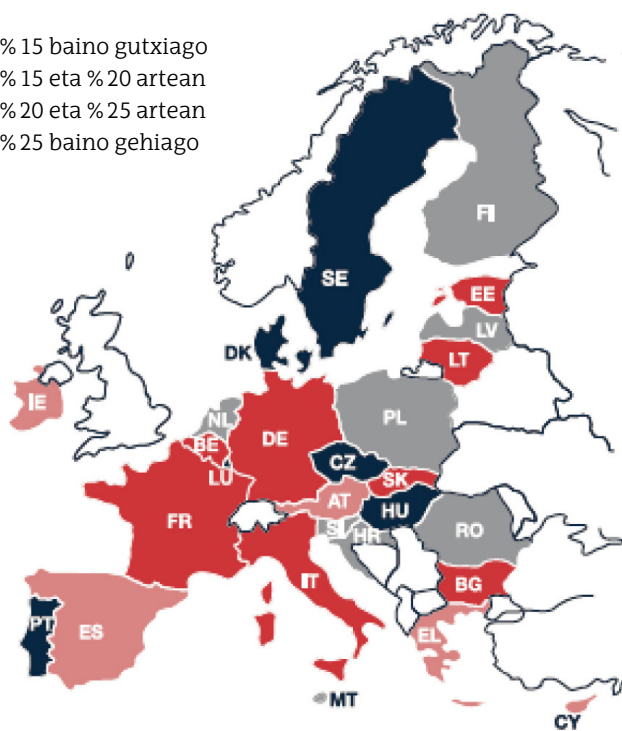 % 15 baino gutxiago
% 15 eta % 20 artean
% 20 eta % 25 artean
% 25 baino gehiago
FI
SE
EE
LV
DK
LT
IE
NL
PL
BE
DE
LU
CZ
SK
AT
FR
HU
SI
HR
RO
IT
BG
PT
ES
EL
MT
CY